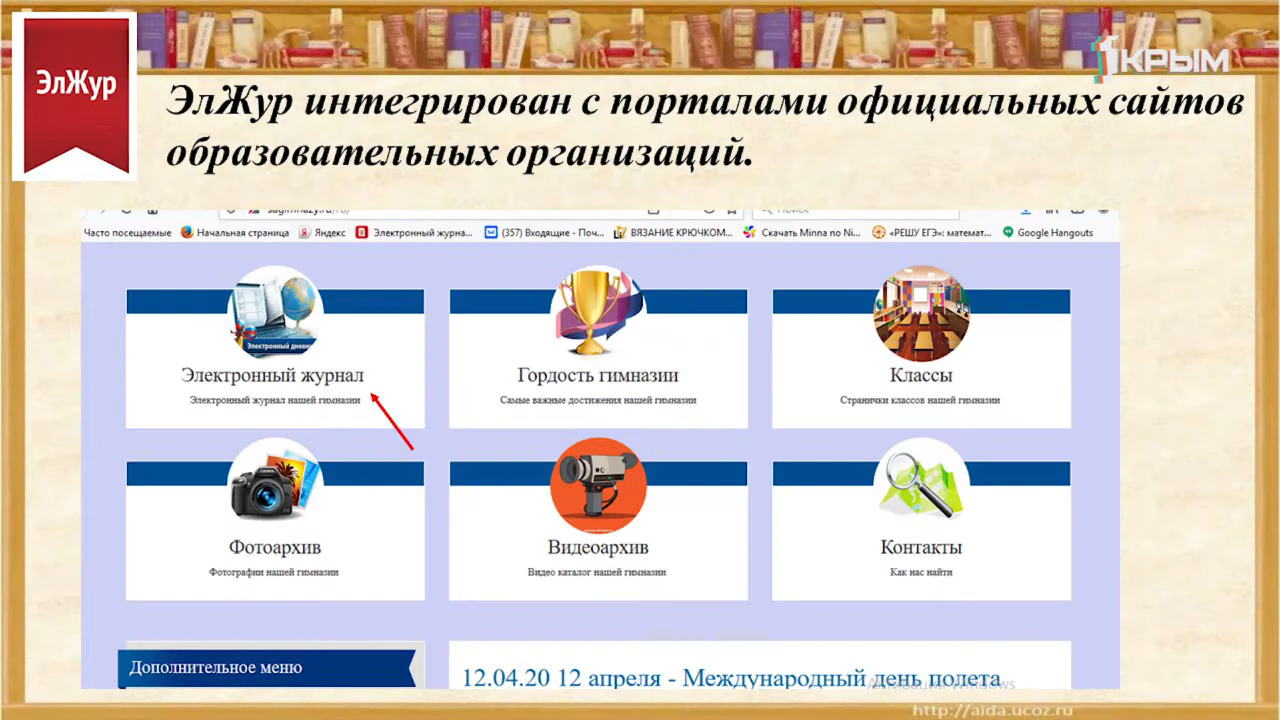 ЭлЖур
1КРЫМ
ЭлЖур интегрирован с порталами официальных сайтов
образовательных организаций.
Часто посещаемые Начальная страница Яндекс Электронный журна... (357) Входящие - Поч... ВЯЗАНИЕ КРЮЧКОМ... Скачать Minna no Ni... «РЕШУ ЕГЭ»: математ... Google Hangouts
Электронный дневн
Электронный журнал
Электронный журнал нашей гимназии
Гордость гимназии
Самые важные достижения нашей гимназии
Классы
Странички классов нашей гимназии
Фотоархив
Фотографии нашей гимназии
Видеоархив
Видео каталог нашей гимназии
Контакты
Как нас найти
Дополнительное меню
12.04.20 12 апреля - Международный день полета
http://aida.ucoz.ru